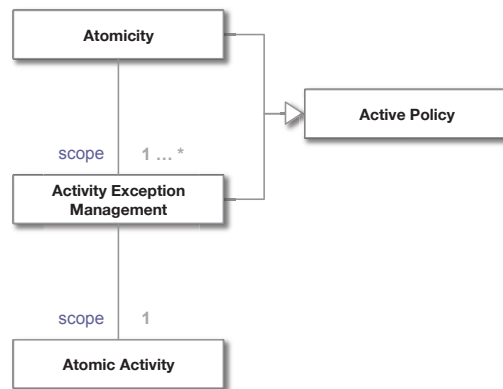 Atomicity
Active Policy
scope 1 ... *
Activity Exception
Management
scope 1
Atomic Activity